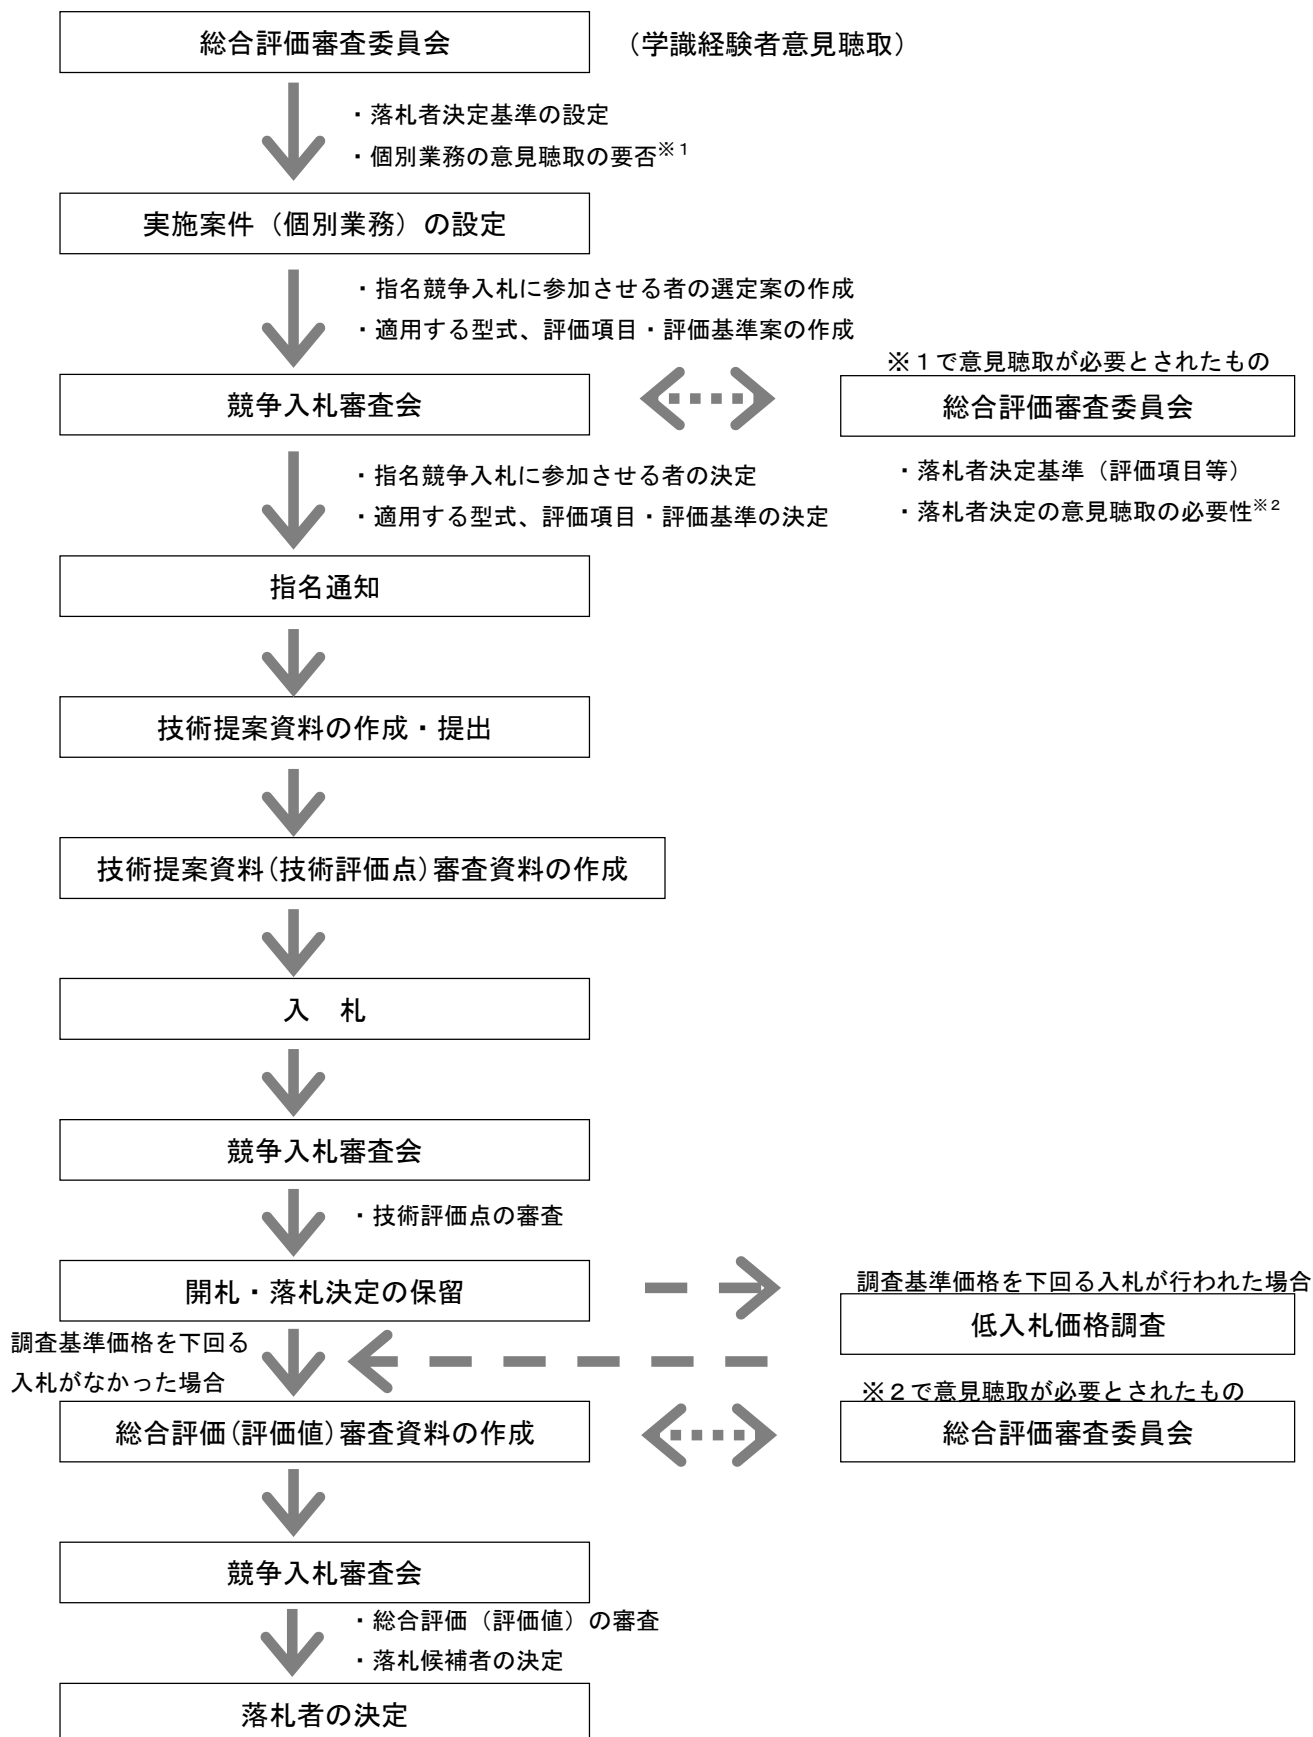 総合評価審査委員会
（学識経験者意見聴取）
・落札者決定基準の設定
・個別業務の意見聴取の要否※１
実施案件（個別業務）の設定
・指名競争入札に参加させる者の選定案の作成
・適用する型式、評価項目・評価基準案の作成
※１で意見聴取が必要とされたもの
競争入札審査会
総合評価審査委員会
・指名競争入札に参加させる者の決定
・適用する型式、評価項目・評価基準の決定
・落札者決定基準（評価項目等）
・落札者決定の意見聴取の必要性※２
指名通知
技術提案資料の作成・提出
技術提案資料(技術評価点)審査資料の作成
入　札
競争入札審査会
・技術評価点の審査
開札・落札決定の保留
調査基準価格を下回る入札が行われた場合
低入札価格調査
調査基準価格を下回る
入札がなかった場合
※２で意見聴取が必要とされたもの
総合評価(評価値)審査資料の作成
総合評価審査委員会
競争入札審査会
・総合評価（評価値）の審査
・落札候補者の決定
落札者の決定